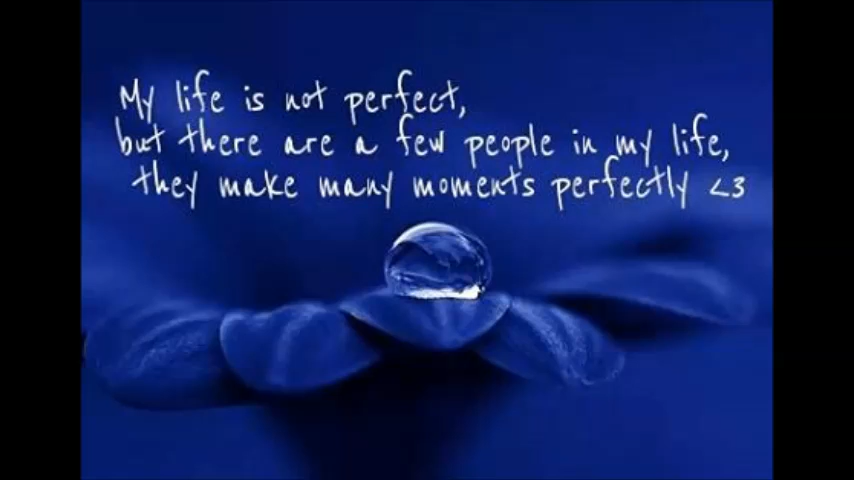 My life is not perfect,
but there are a few people in my life,
they make many moments perfectly <3